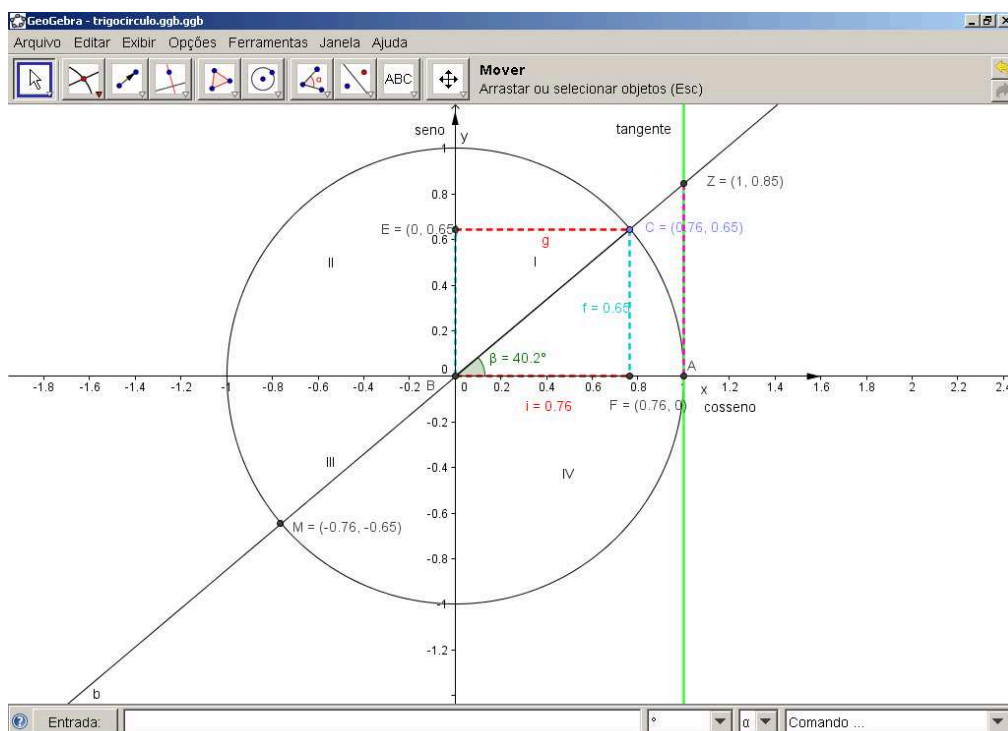 GeoGebra - trigocirculo.ggb.ggb
Arquivo Editar Exibir Opções Ferramentas Janela Ajuda
ABC
Mover
Arrastar ou selecionar objetos (Esc)
seno y tangente
1
Z = (1, 0.85)
0.8
E = (0, 0.65) C = (0.76, 0.65)
0.6 g
II I
0.4
f = 0.65
0.2
β = 40.2°
0 A
-1.8 -1.6 -1.4 -1.2 -1 -0.8 -0.6 -0.4 -0.2 B 0 0.2 0.4 0.6 0.8 1 x 1.2 1.4 1.6 1.8 2 2.2 2.4
i = 0.76 F = (0.76, 0) cosseno
-0.2
III IV
-0.4
-0.6
M = (-0.76, -0.65)
-0.8
-1
-1.2
b
Entrada: ° α Comando ...